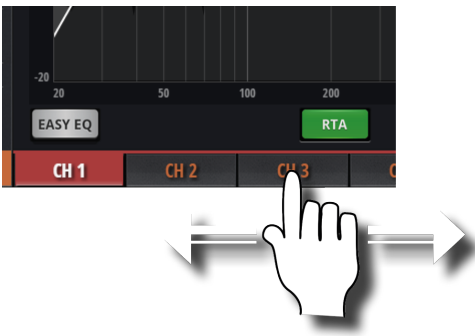 -20
20 50 100 200
EASY EQ RTA
CH 1 CH 2 CH 3 C